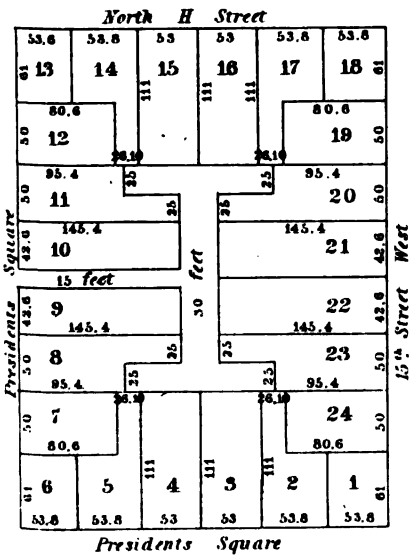 North H Street
53,6 53,8 53 53 53,8 53,8
61 13 14 111 15 111 16 111 17 18 61
80,6 80,6
50 12 19 50
26,10 26,10
95.4 95.4
50 11 25 25 25 25 20 50
145.4 145.4
42,6 10 21 42,6
15 feet
30 feet
42,6 9 22 42,6
145.4 145.4
50 8 25 25 25 25 23 50
95.4 95.4
26,10 26,10
50 7 24 50
80.6 80.6
61 6 5 111 4 111 3 111 2 1 61
53.8 53.8 53 53 53.8 53.8
Presidents Square
Presidents Square
15th Street West